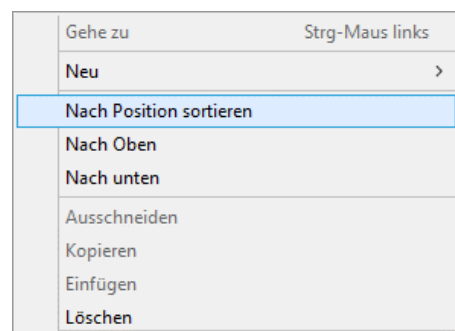 Gehe zu Strg-Maus links
Neu
Nach Position sortieren
Nach Oben
Nach unten
Ausschneiden
Kopieren
Einfügen
Löschen